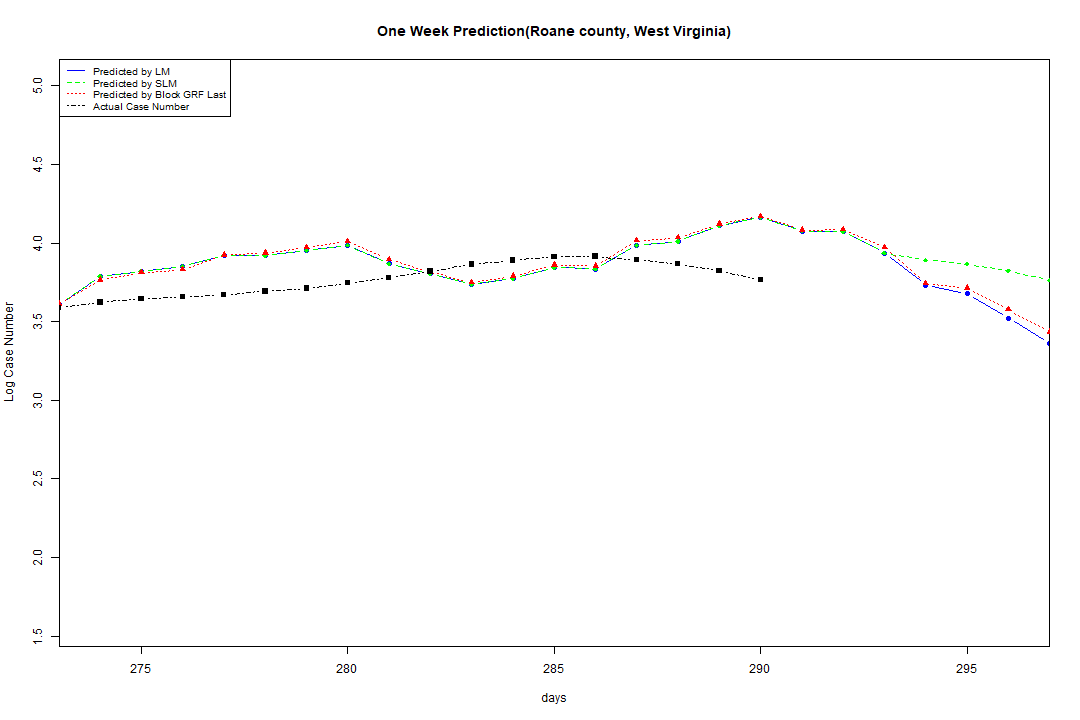 One Week Prediction(Roane county, West Virginia)
Predicted by LM
Predicted by SLM
Predicted by Block GRF Last
Actual Case Number
5.0
4.5
4.0
3.5
3.0
2.5
2.0
1.5
Log Case Number
275 280 285 290 295
days